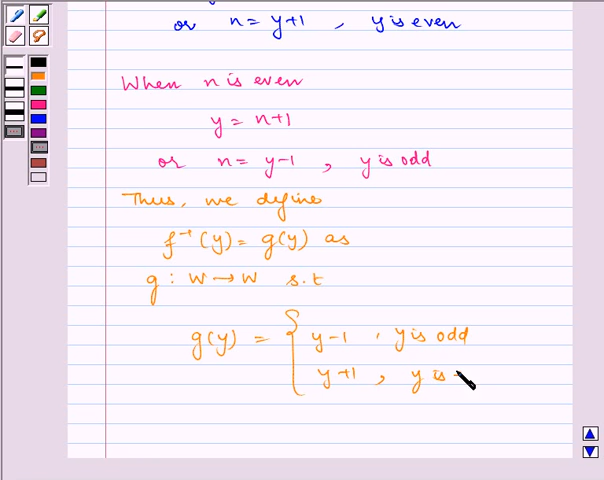 or n = y+1 , y is even
When n is even
y = n+1
or n = y-1 , y is odd
Thus, we define
f⁻¹(y) = g(y) as
g : W → W s.t
g(y) = { y-1 , y is odd
y+1 , y is